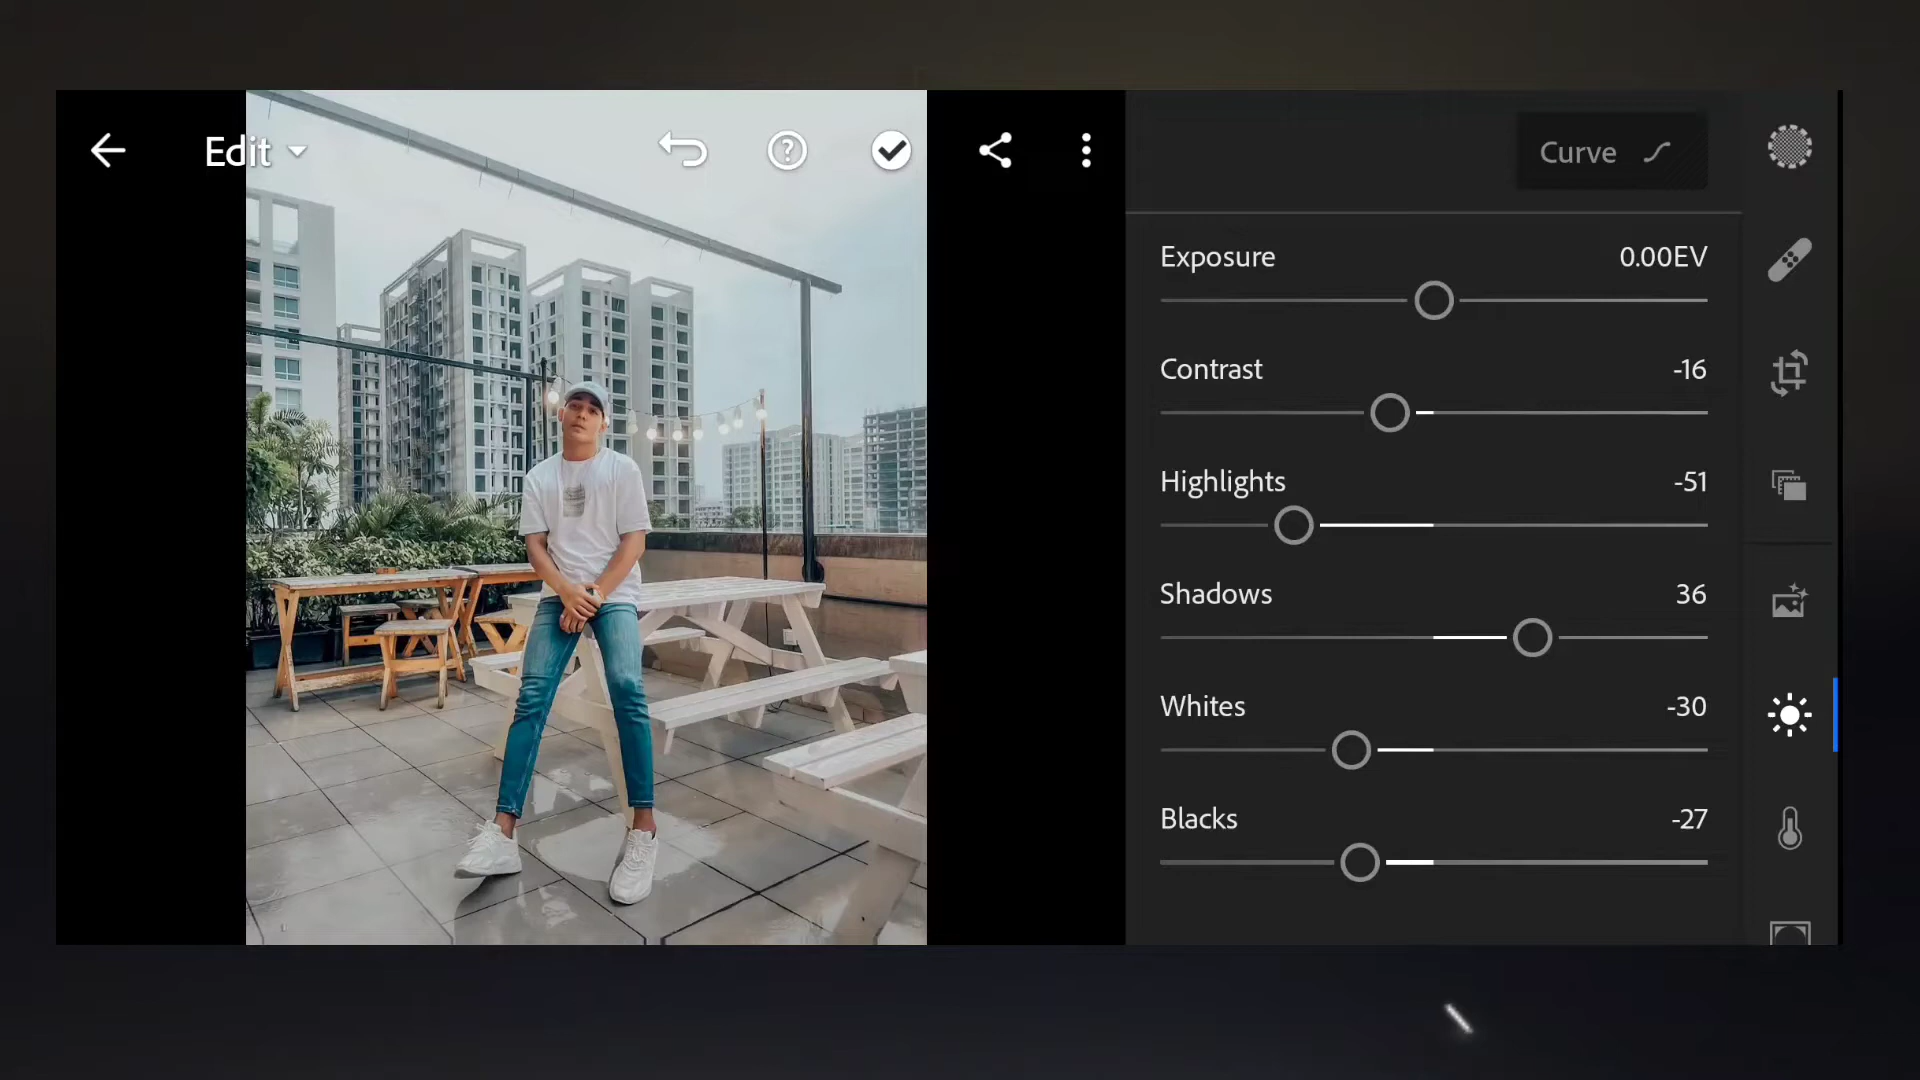 Edit
Curve
Exposure 0.00EV
Contrast -16
Highlights -51
Shadows 36
Whites -30
Blacks -27